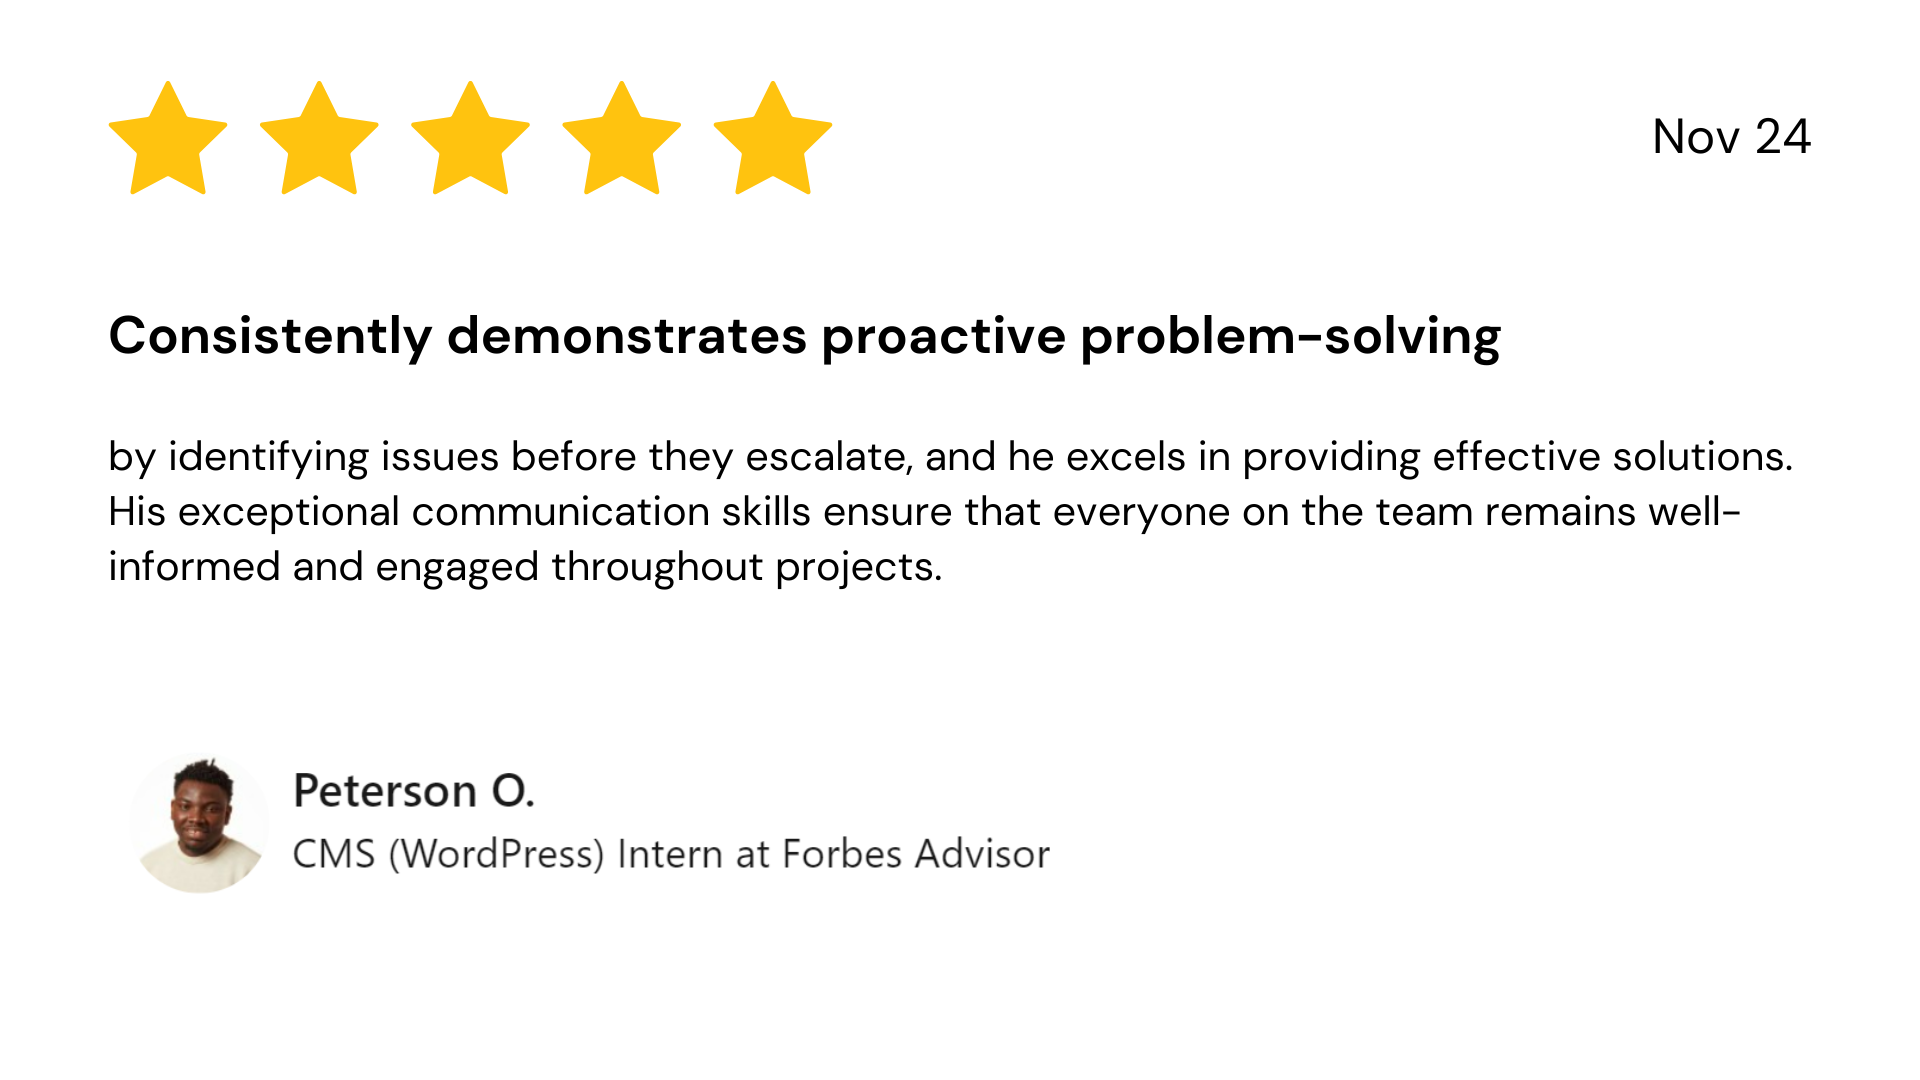 Nov 24
Consistently demonstrates proactive problem-solving
by identifying issues before they escalate, and he excels in providing effective solutions.
His exceptional communication skills ensure that everyone on the team remains well-
informed and engaged throughout projects.
Peterson O.
CMS (WordPress) Intern at Forbes Advisor